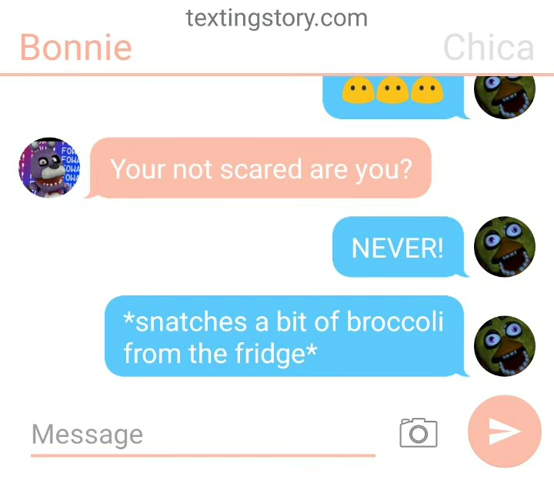 textingstory.com
Bonnie
Chica
😶😶😶
Your not scared are you?
NEVER!
*snatches a bit of broccoli
from the fridge*
Message